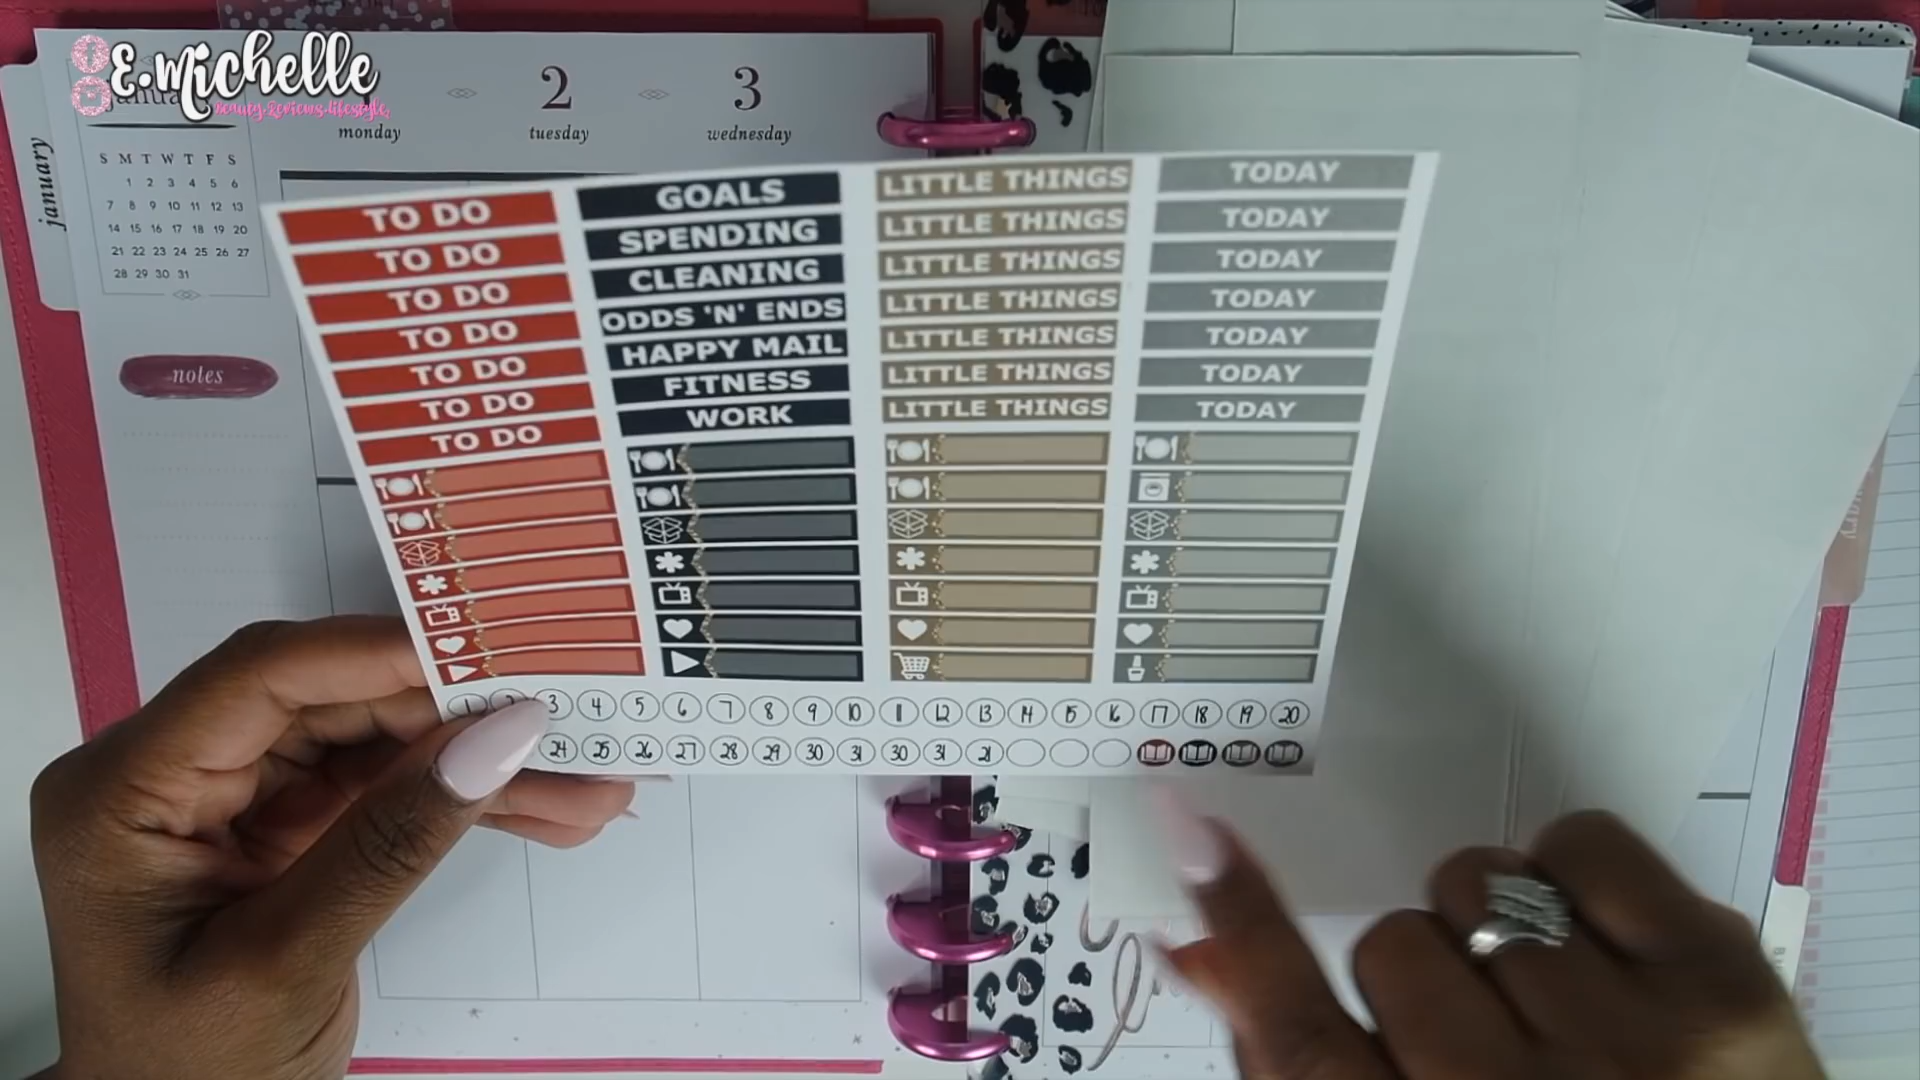 E.Michelle
Beauty.Reviews.Lifestyle.
2
3
monday
tuesday
wednesday
january
S M T W T F S
1 2 3 4 5 6
7 8 9 10 11 12 13
14 15 16 17 18 19 20
21 22 23 24 25 26 27
28 29 30 31
notes
TO DO
TO DO
TO DO
TO DO
TO DO
TO DO
TO DO
GOALS
SPENDING
CLEANING
ODDS 'N' ENDS
HAPPY MAIL
FITNESS
WORK
LITTLE THINGS
LITTLE THINGS
LITTLE THINGS
LITTLE THINGS
LITTLE THINGS
LITTLE THINGS
LITTLE THINGS
TODAY
TODAY
TODAY
TODAY
TODAY
TODAY
TODAY
1 2 3 4 5 6 7 8 9 10 11 12 13 14 15 16 17 18 19 20
24 25 26 27 28 29 30 31 30 31 21